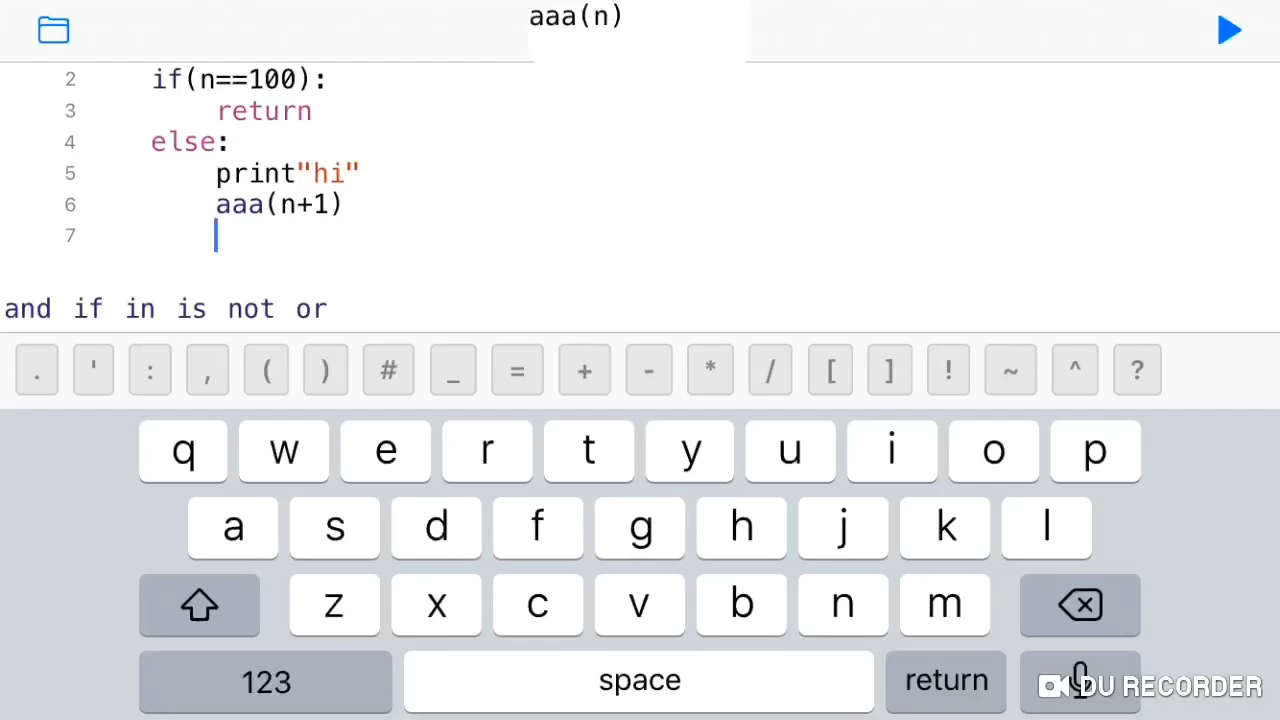 aaa(n)
2 if(n==100):
3 return
4 else:
5 print"hi"
6 aaa(n+1)
7
and if in is not or
. ' : , ( ) # _ = + - * / [ ] ! ~ ^ ?
q w e r t y u i o p
a s d f g h j k l
z x c v b n m
123 space return
DU RECORDER